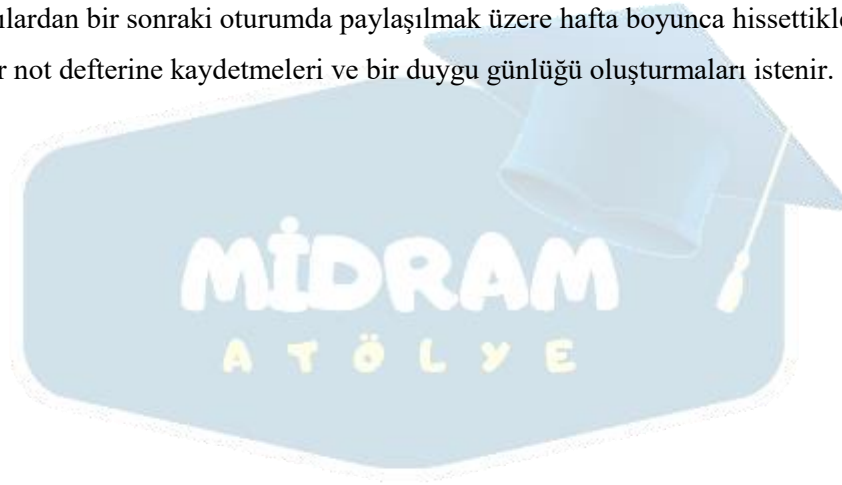 ılardan bir sonraki oturumda paylaşılmak üzere hafta boyunca hissettikle
r not defterine kaydetmeleri ve bir duygu günlüğü oluşturmaları istenir.
MİDRAM
ATÖLYE